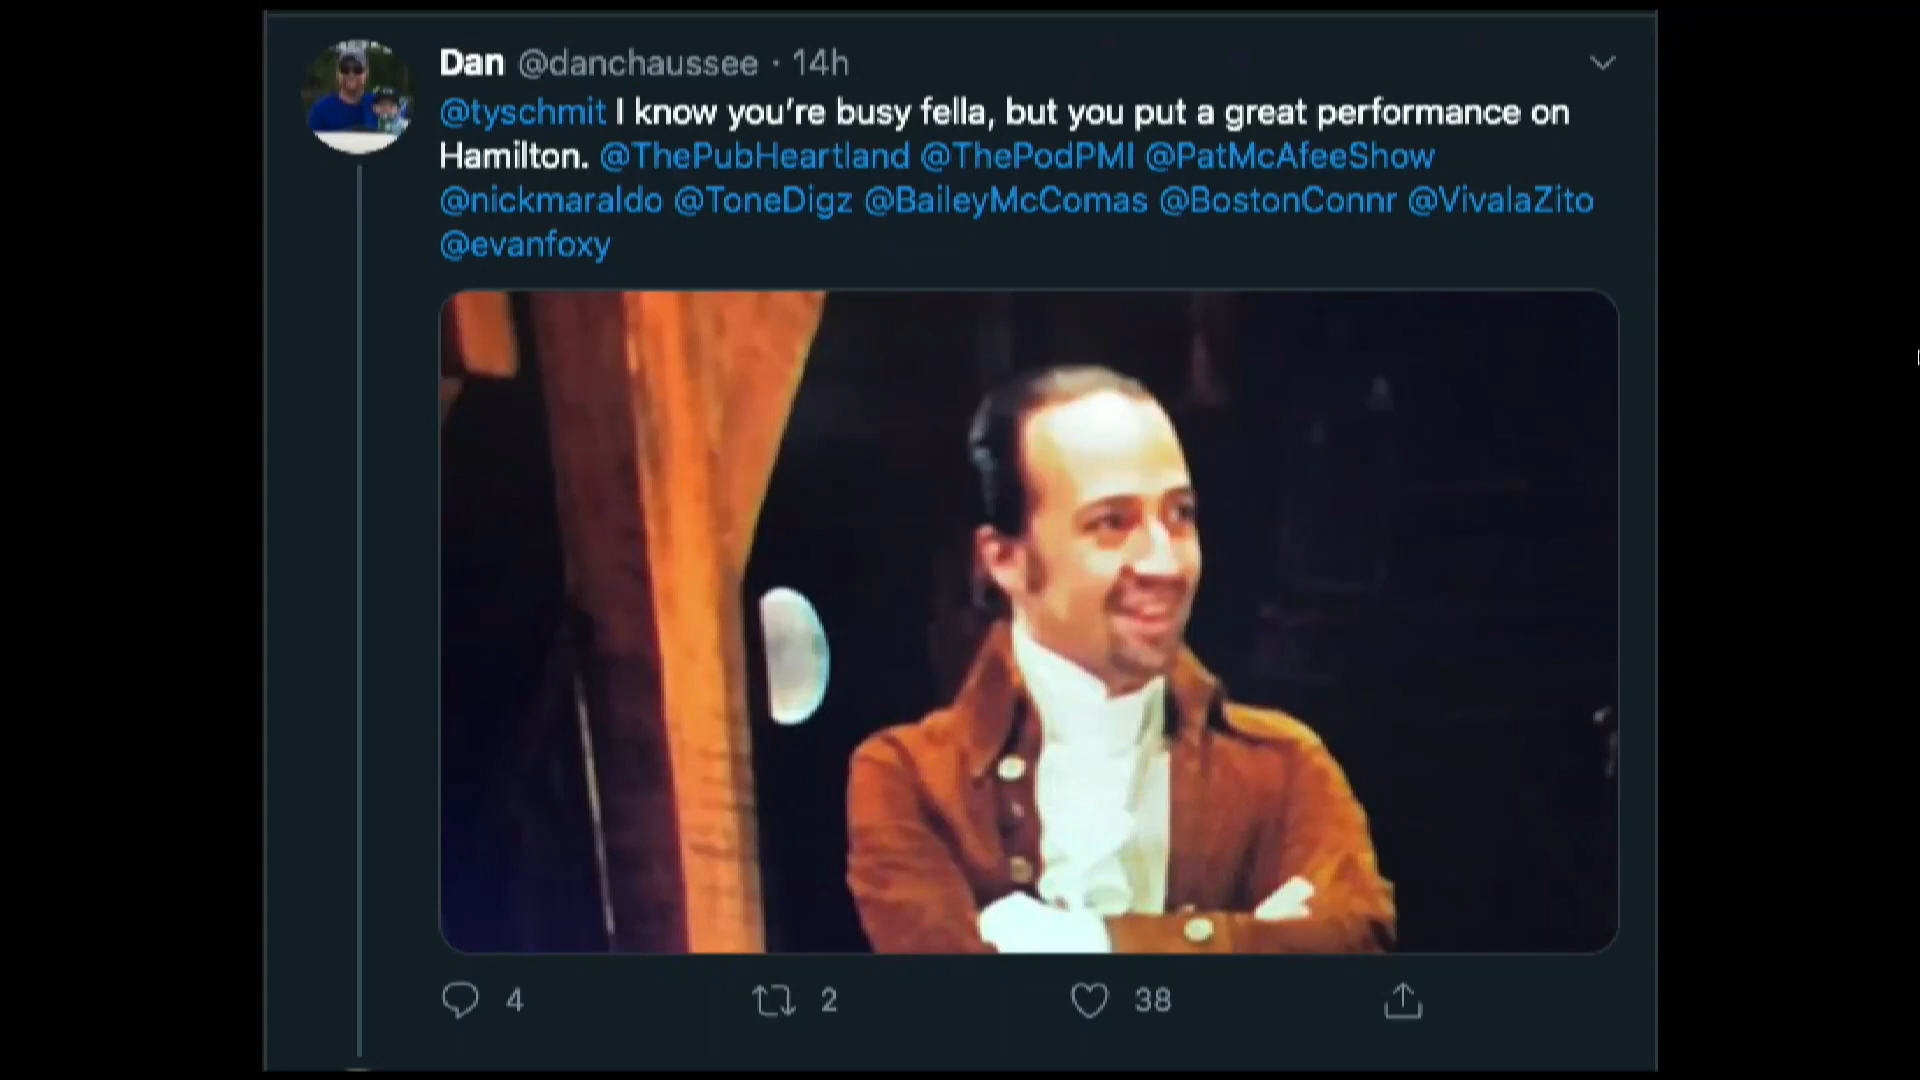 Dan @danchaussee · 14h
@tyschmit I know you’re busy fella, but you put a great performance on
Hamilton. @ThePubHeartland @ThePodPMI @PatMcAfeeShow
@nickmaraldo @ToneDigz @BaileyMcComas @BostonConnr @VivalaZito
@evanfoxy
4 2 38